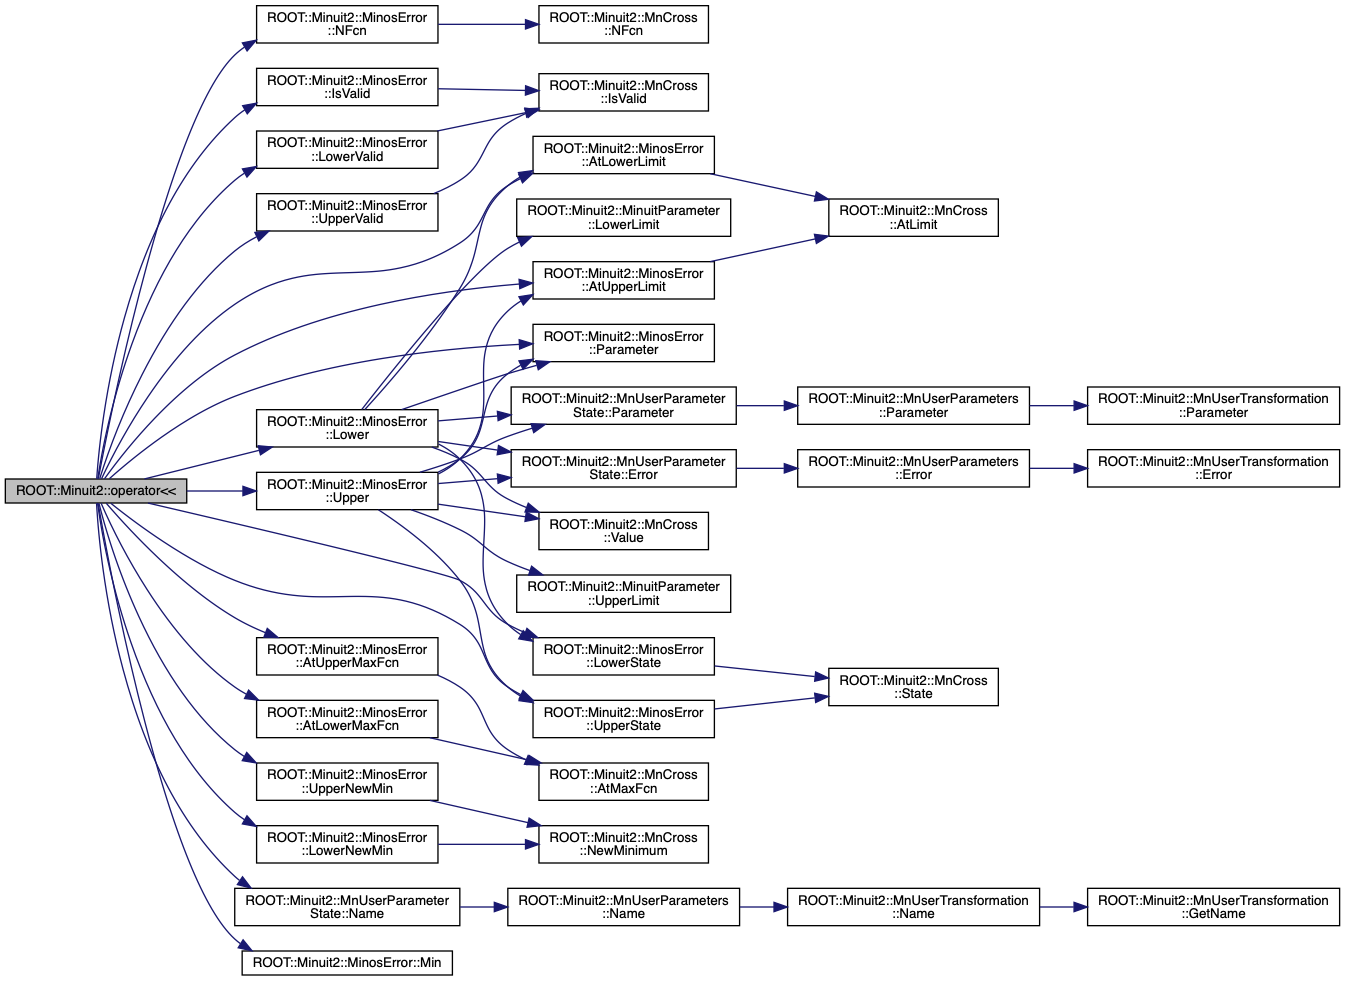 ROOT::Minuit2::operator<<
ROOT::Minuit2::MinosError
::NFcn
ROOT::Minuit2::MnCross
::NFcn
ROOT::Minuit2::MinosError
::IsValid
ROOT::Minuit2::MnCross
::IsValid
ROOT::Minuit2::MinosError
::LowerValid
ROOT::Minuit2::MinosError
::UpperValid
ROOT::Minuit2::MinosError
::AtLowerLimit
ROOT::Minuit2::MnCross
::AtLimit
ROOT::Minuit2::MinuitParameter
::LowerLimit
ROOT::Minuit2::MinosError
::AtUpperLimit
ROOT::Minuit2::MinosError
::Parameter
ROOT::Minuit2::MinosError
::Lower
ROOT::Minuit2::MnUserParameter
State::Parameter
ROOT::Minuit2::MnUserParameters
::Parameter
ROOT::Minuit2::MnUserTransformation
::Parameter
ROOT::Minuit2::MinosError
::Upper
ROOT::Minuit2::MnUserParameter
State::Error
ROOT::Minuit2::MnUserParameters
::Error
ROOT::Minuit2::MnUserTransformation
::Error
ROOT::Minuit2::MnCross
::Value
ROOT::Minuit2::MinuitParameter
::UpperLimit
ROOT::Minuit2::MinosError
::AtUpperMaxFcn
ROOT::Minuit2::MinosError
::LowerState
ROOT::Minuit2::MnCross
::State
ROOT::Minuit2::MinosError
::AtLowerMaxFcn
ROOT::Minuit2::MinosError
::UpperState
ROOT::Minuit2::MinosError
::UpperNewMin
ROOT::Minuit2::MnCross
::AtMaxFcn
ROOT::Minuit2::MinosError
::LowerNewMin
ROOT::Minuit2::MnCross
::NewMinimum
ROOT::Minuit2::MnUserParameter
State::Name
ROOT::Minuit2::MnUserParameters
::Name
ROOT::Minuit2::MnUserTransformation
::Name
ROOT::Minuit2::MnUserTransformation
::GetName
ROOT::Minuit2::MinosError::Min